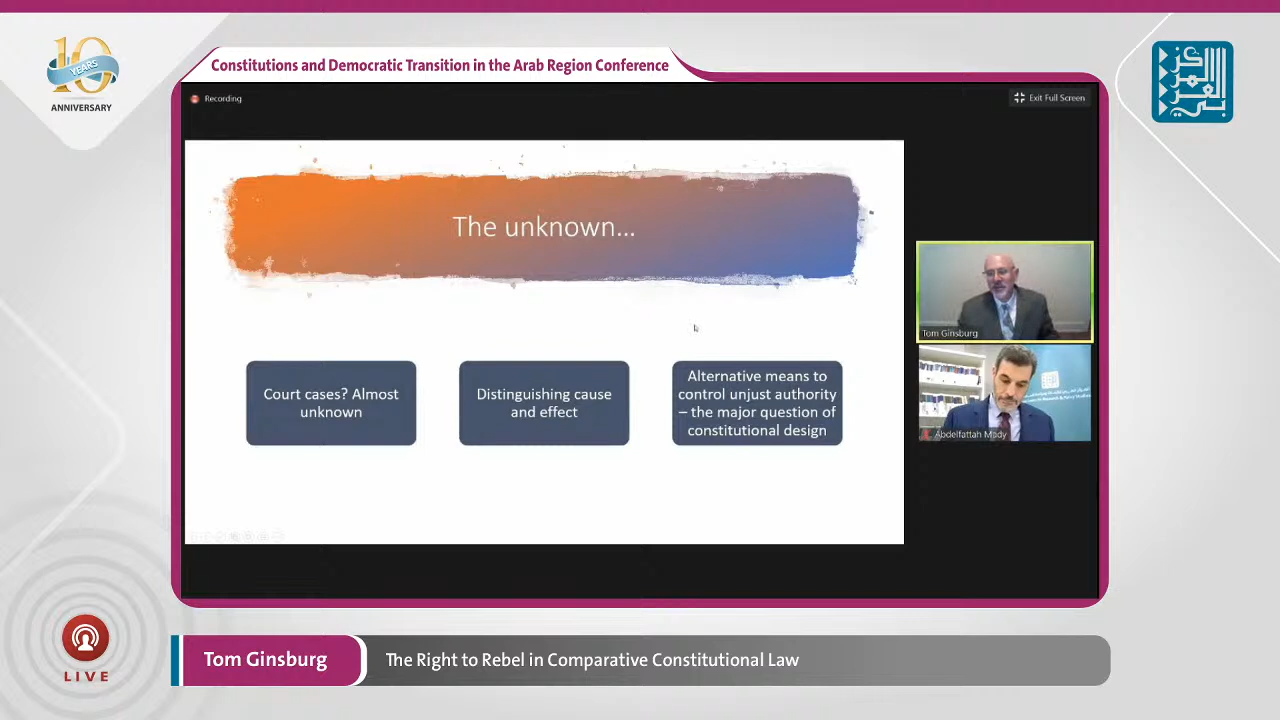 10
YEARS
ANNIVERSARY
Constitutions and Democratic Transition in the Arab Region Conference
المركز العربي
Recording
Exit Full Screen
The unknown...
Court cases? Almost
unknown
Distinguishing cause
and effect
Alternative means to
control unjust authority
– the major question of
constitutional design
Tom Ginsburg
Abdelfattah Mady
LIVE
Tom Ginsburg
The Right to Rebel in Comparative Constitutional Law